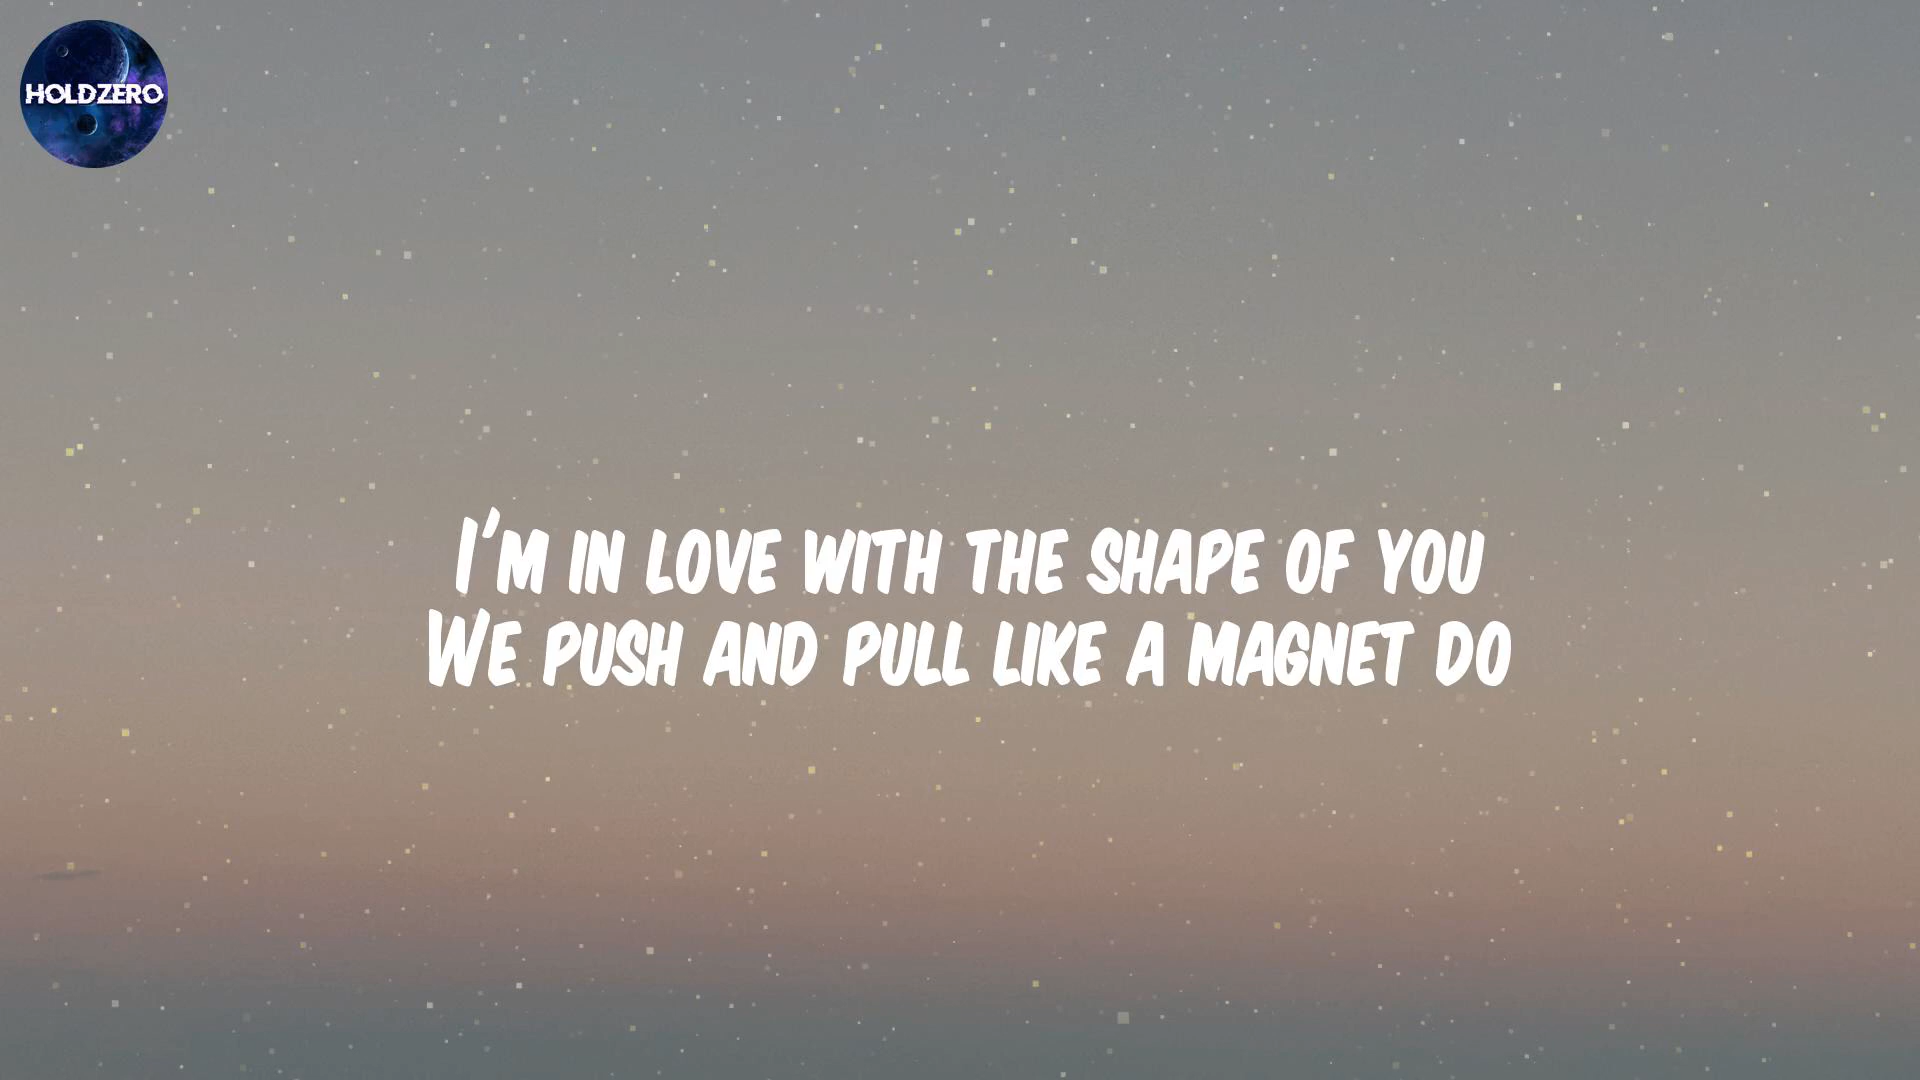 HOLDZERO
I'm in love with the shape of you
We push and pull like a magnet do